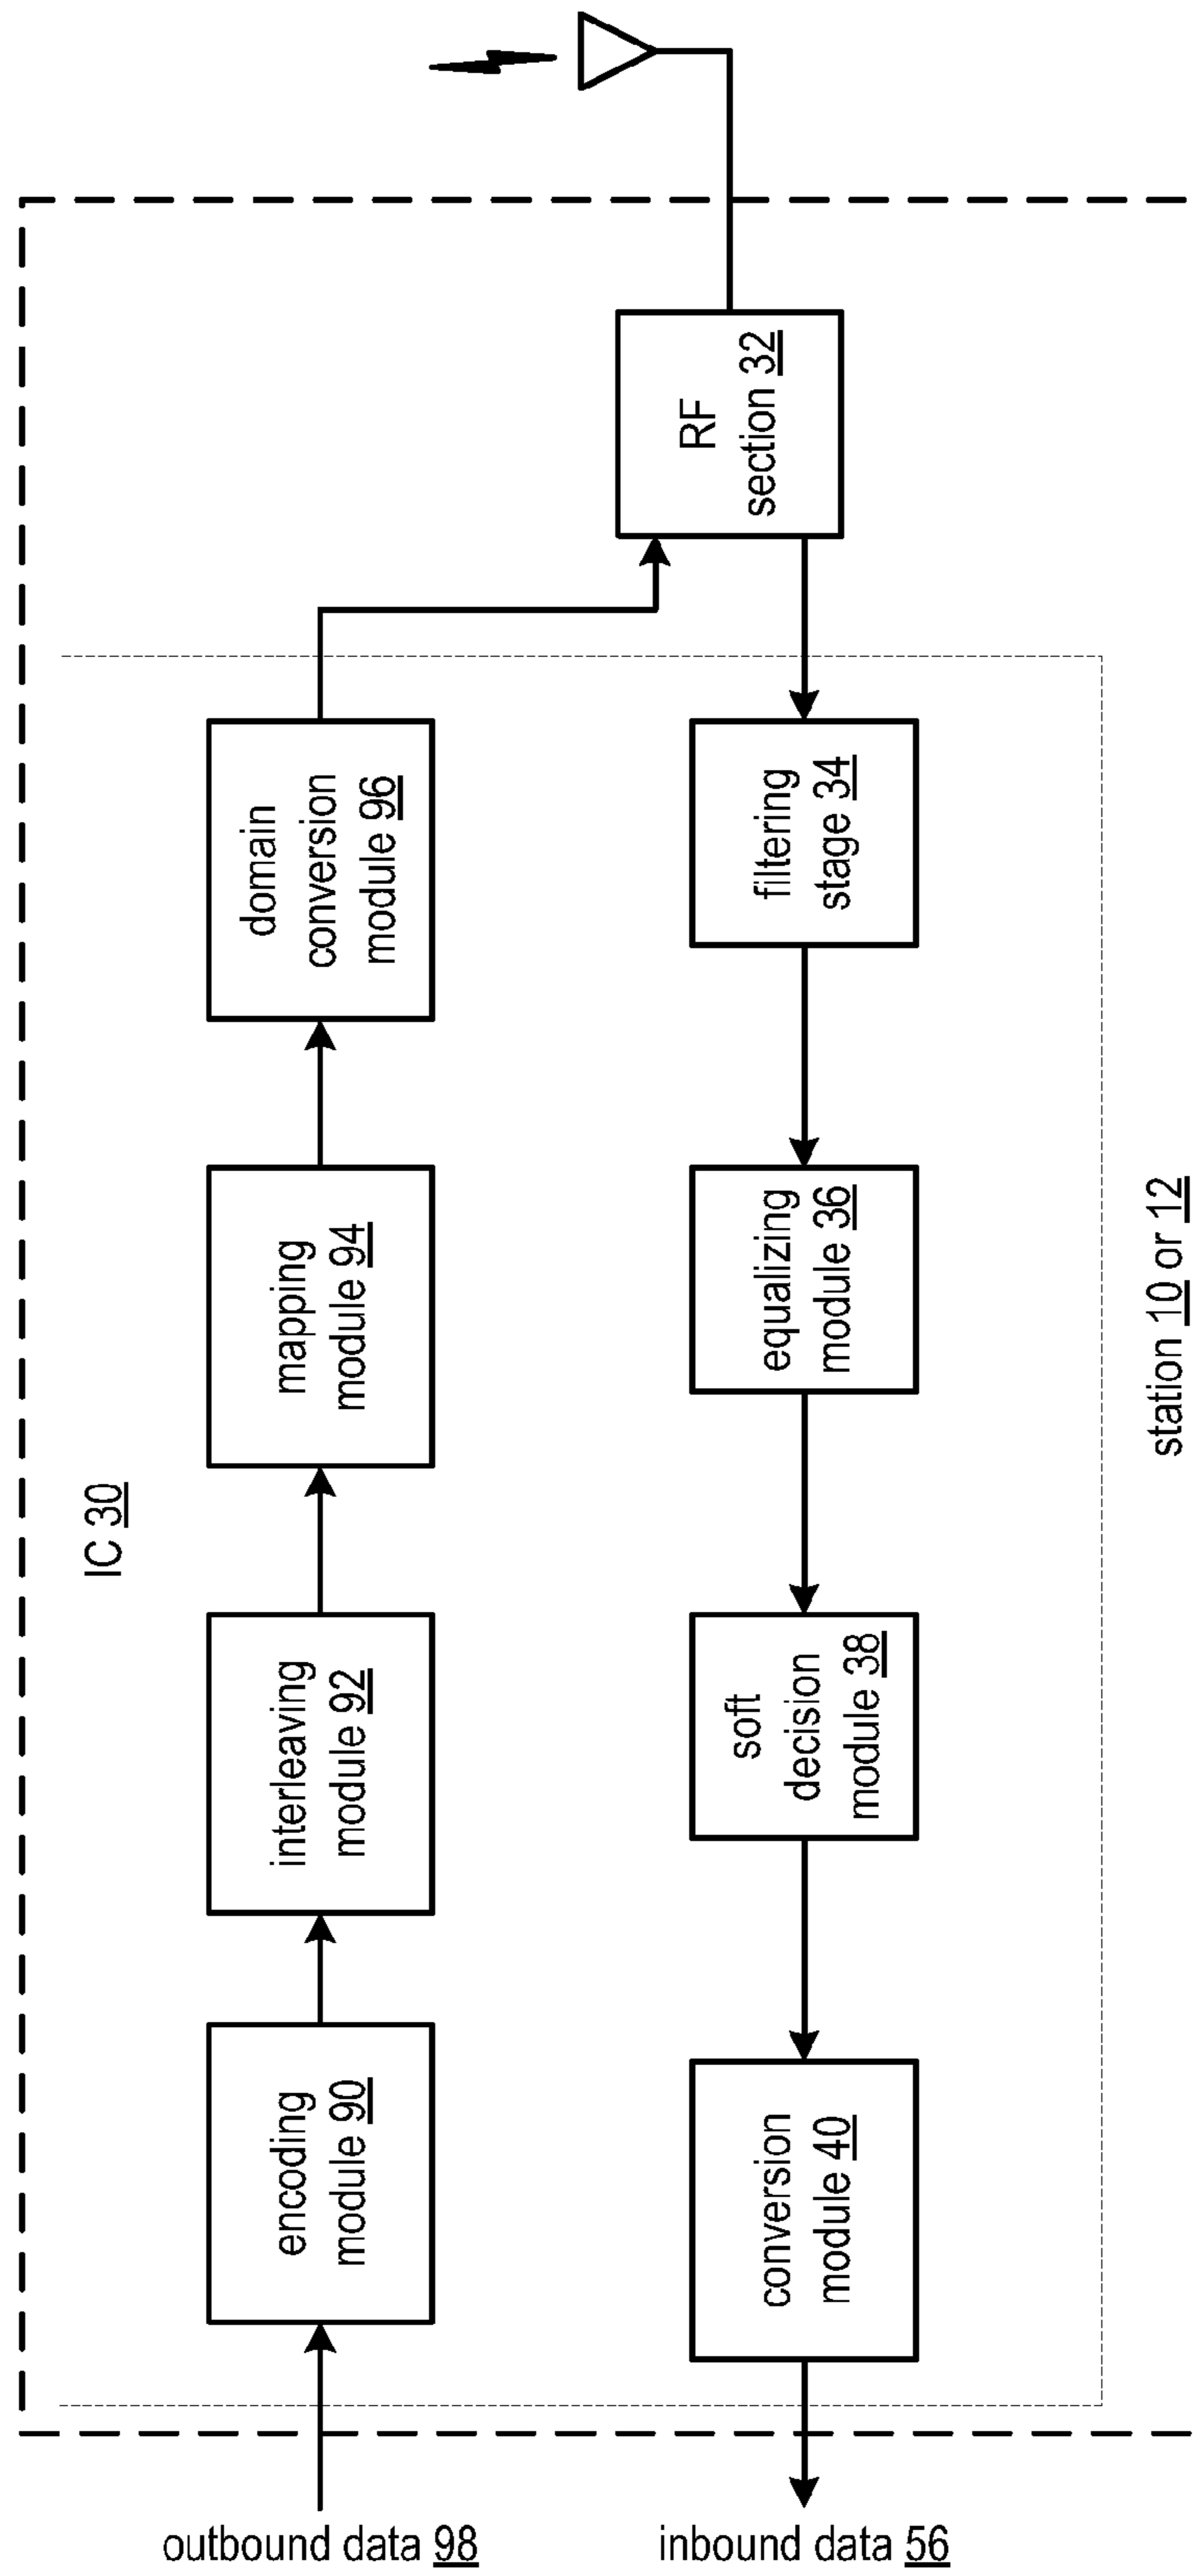 IC 30
outbound data 98
encoding
module 90
interleaving
module 92
mapping
module 94
domain
conversion
module 96
RF
section 32
filtering
stage 34
equalizing
module 36
soft
decision
module 38
conversion
module 40
inbound data 56
station 10 or 12